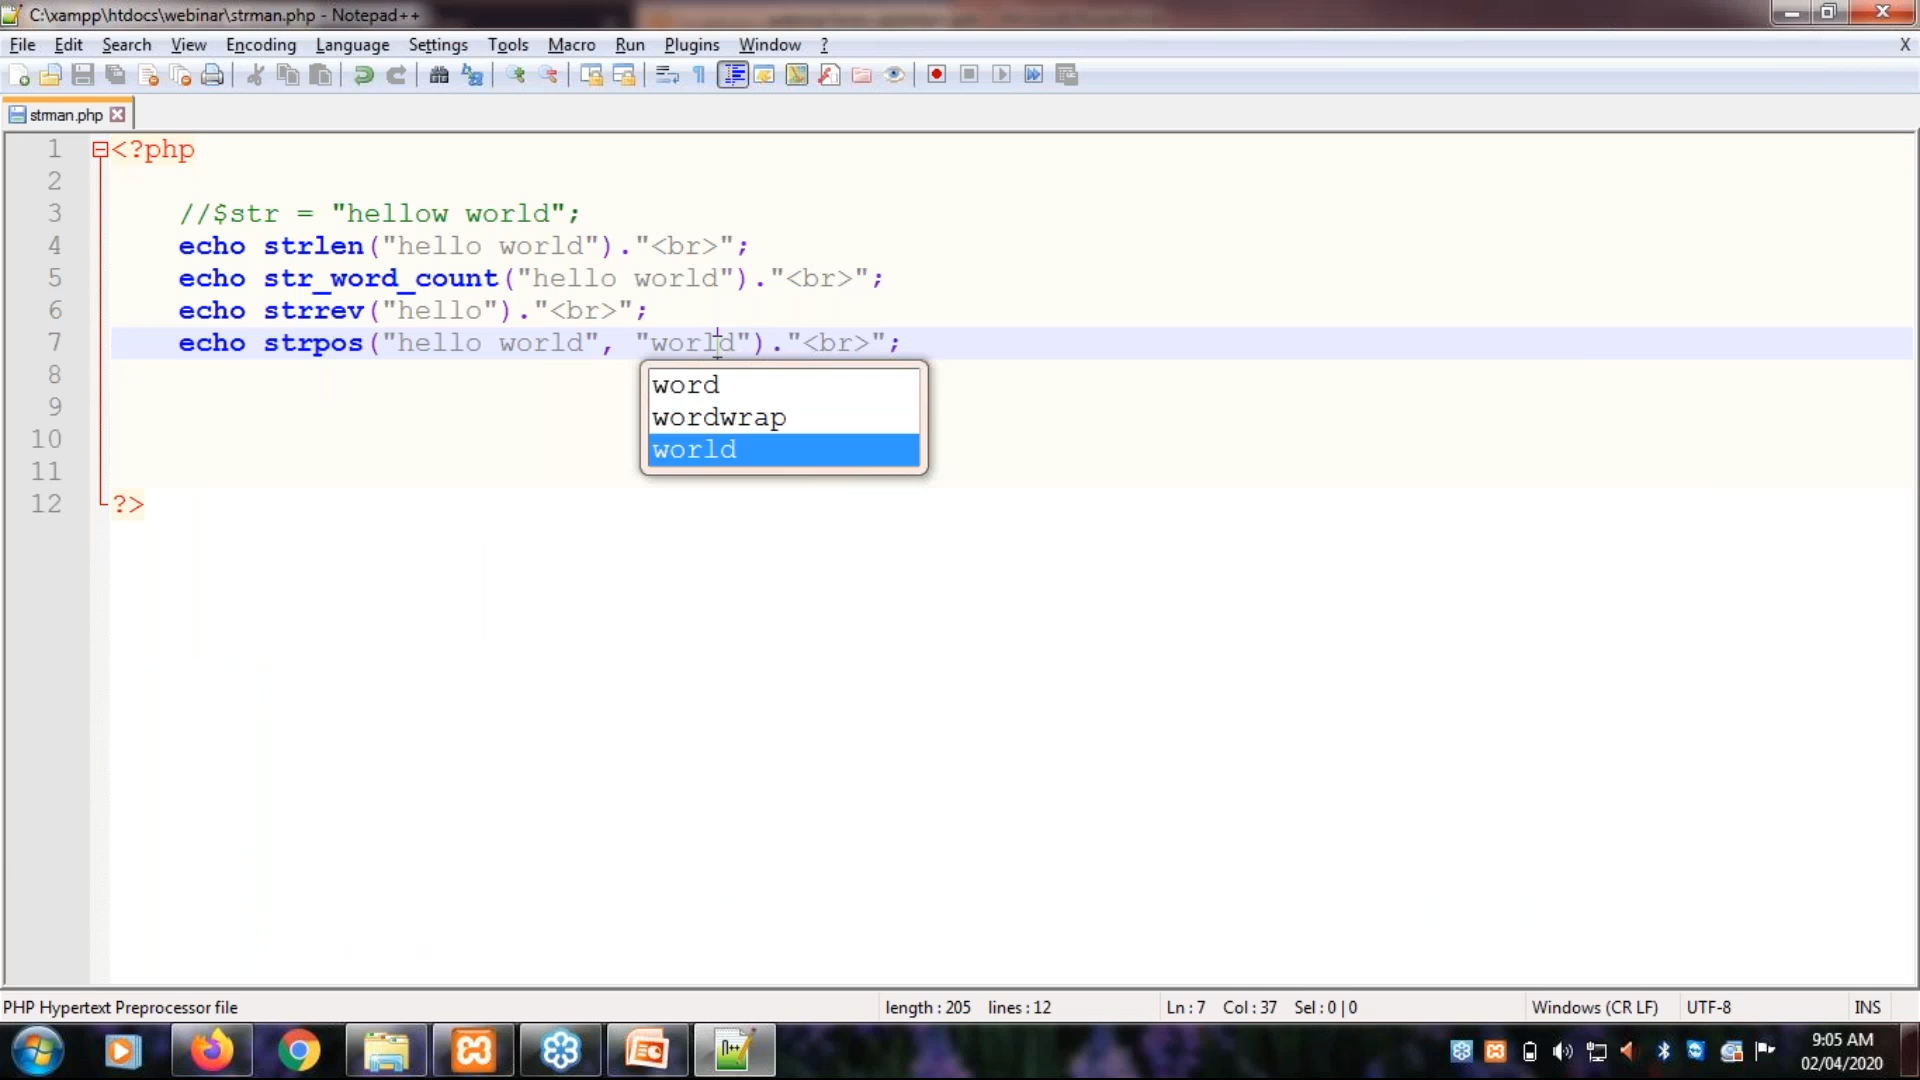 C:\xampp\htdocs\webinar\strman.php - Notepad++
File Edit Search View Encoding Language Settings Tools Macro Run Plugins Window ? X
strman.php
1 <?php
2
3 //$str = "hellow world";
4 echo strlen("hello world")."<br>";
5 echo str_word_count("hello world")."<br>";
6 echo strrev("hello")."<br>";
7 echo strpos("hello world", "world")."<br>";
8
word
9
wordwrap
10
world
11
12 ?>
PHP Hypertext Preprocessor file length : 205 lines : 12 Ln : 7 Col : 37 Sel : 0 | 0 Windows (CR LF) UTF-8 INS
9:05 AM
02/04/2020